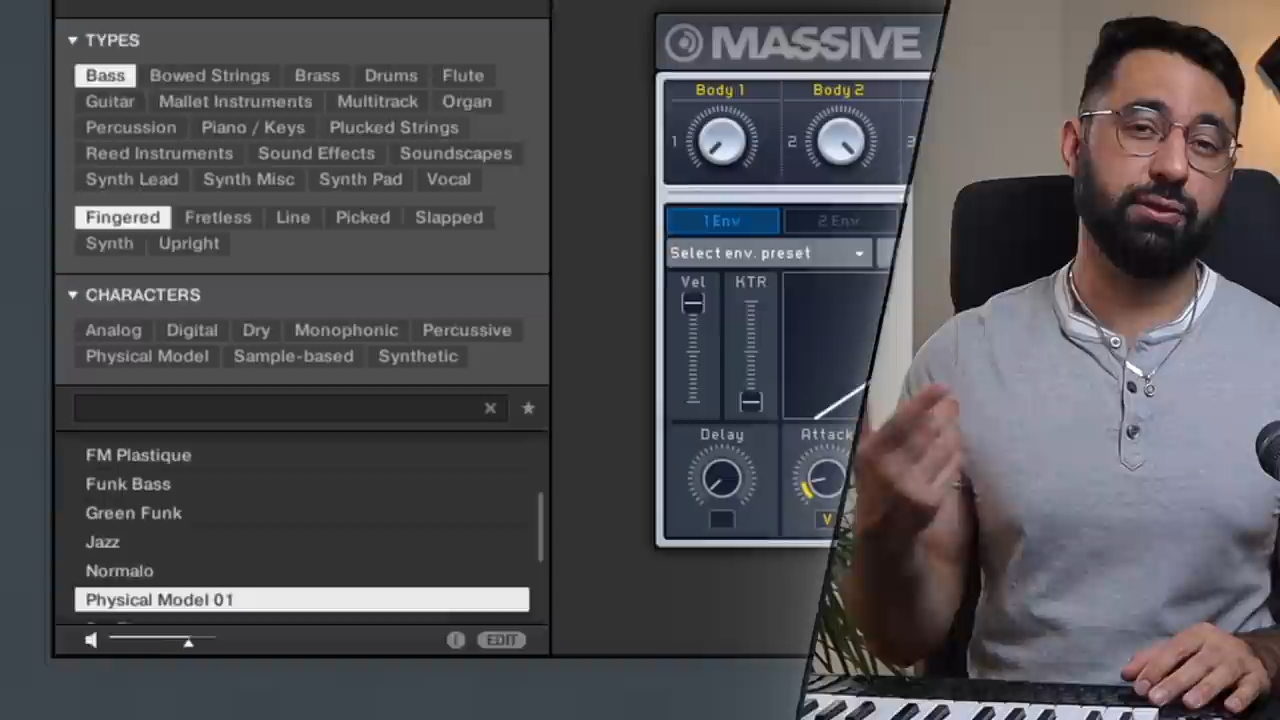 TYPES
Bass Bowed Strings Brass Drums Flute
Guitar Mallet Instruments Multitrack Organ
Percussion Piano / Keys Plucked Strings
Reed Instruments Sound Effects Soundscapes
Synth Lead Synth Misc Synth Pad Vocal
Fingered Fretless Line Picked Slapped
Synth Upright
CHARACTERS
Analog Digital Dry Monophonic Percussive
Physical Model Sample-based Synthetic
FM Plastique
Funk Bass
Green Funk
Jazz
Normalo
Physical Model 01
EDIT
MASSIVE
Body 1 Body 2
1 2 3
1 Env 2 Env
Select env. preset
Vel KTR
Delay Attack
V